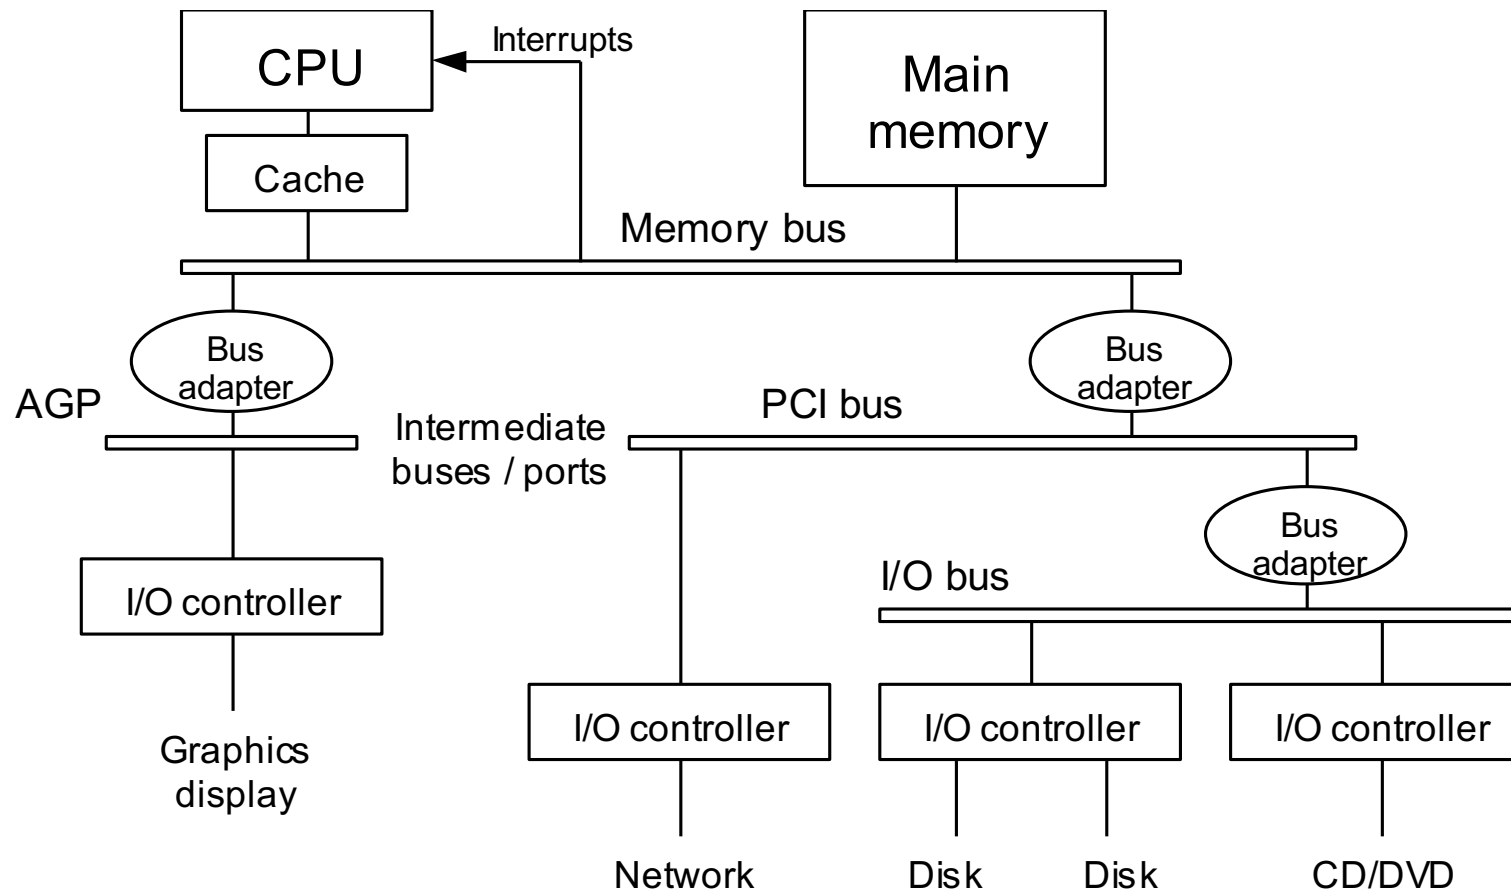 CPU
Interrupts
Main
memory
Cache
Memory bus
Bus
adapter
Bus
adapter
AGP
PCI bus
Intermediate
buses / ports
Bus
adapter
I/O bus
I/O controller
I/O controller
I/O controller
I/O controller
Graphics
display
Network
Disk
Disk
CD/DVD